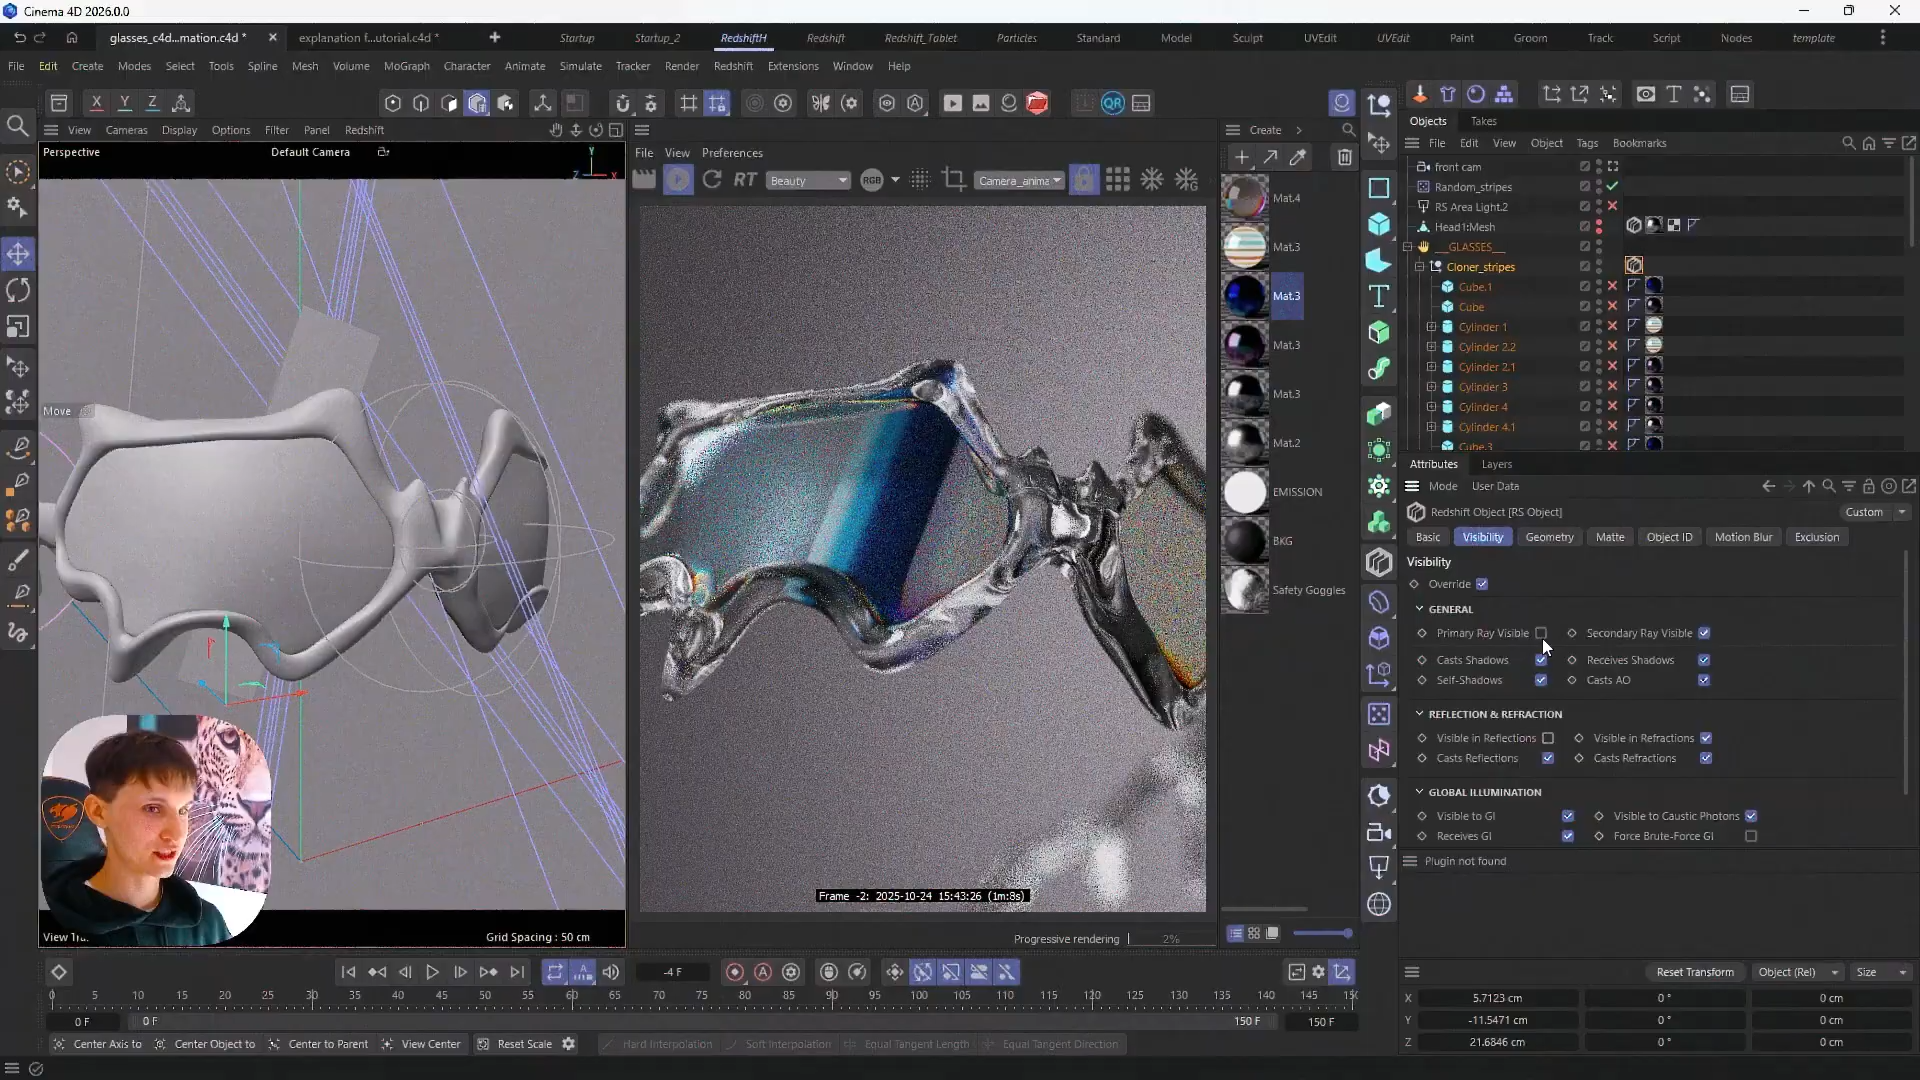 Cinema 4D 2026.0.0
glasses_c4d...mation.c4d *
explanation f...utorial.c4d *
Startup
Startup_2
RedshiftH
Redshift
Redshift_Tablet
Particles
Standard
Model
Sculpt
UVEdit
UVEdit
Paint
Groom
Track
Script
Nodes
template
File Edit Create Modes Select Tools Spline Mesh Volume MoGraph Character Animate Simulate Tracker Render Redshift Extensions Window Help
X Y Z
QR
View Cameras Display Options Filter Panel Redshift
Perspective
Default Camera
Y
Z X
Move
Grid Spacing : 50 cm
File View Preferences
RT Beauty RGB Camera_anima
Frame -2: 2025-10-24 15:43:26 (1m:8s)
Progressive rendering 2%
Create
Mat.4
Mat.3
Mat.3
Mat.3
Mat.3
Mat.2
EMISSION
BKG
Safety Goggles
Objects Takes
File Edit View Object Tags Bookmarks
front cam
Random_stripes
RS Area Light.2
Head1:Mesh
__GLASSES__
Cloner_stripes
Cube.1
Cube
Cylinder 1
Cylinder 2.2
Cylinder 2.1
Cylinder 3
Cylinder 4
Cylinder 4.1
Cube.3
Attributes Layers
Mode User Data
Redshift Object [RS Object]
Custom
Basic Visibility Geometry Matte Object ID Motion Blur Exclusion
Visibility
Override
GENERAL
Primary Ray Visible Secondary Ray Visible
Casts Shadows Receives Shadows
Self-Shadows Casts AO
REFLECTION & REFRACTION
Visible in Reflections Visible in Refractions
Casts Reflections Casts Refractions
GLOBAL ILLUMINATION
Visible to GI Visible to Caustic Photons
Receives GI Force Brute-Force GI
Plugin not found
-4 F
0 5 10 15 20 25 30 35 40 45 50 55 60 65 70 75 80 85 90 95 100 105 110 115 120 125 130 135 140 145
0 F 0 F 150 F 150 F
Center Axis to Center Object to Center to Parent View Center Reset Scale Hard Interpolation Soft Interpolation Equal Tangent Length Equal Tangent Direction
Reset Transform Object (Rel) Size
X 5.7123 cm 0 ° 0 cm
Y -11.5471 cm 0 ° 0 cm
Z 21.6846 cm 0 ° 0 cm